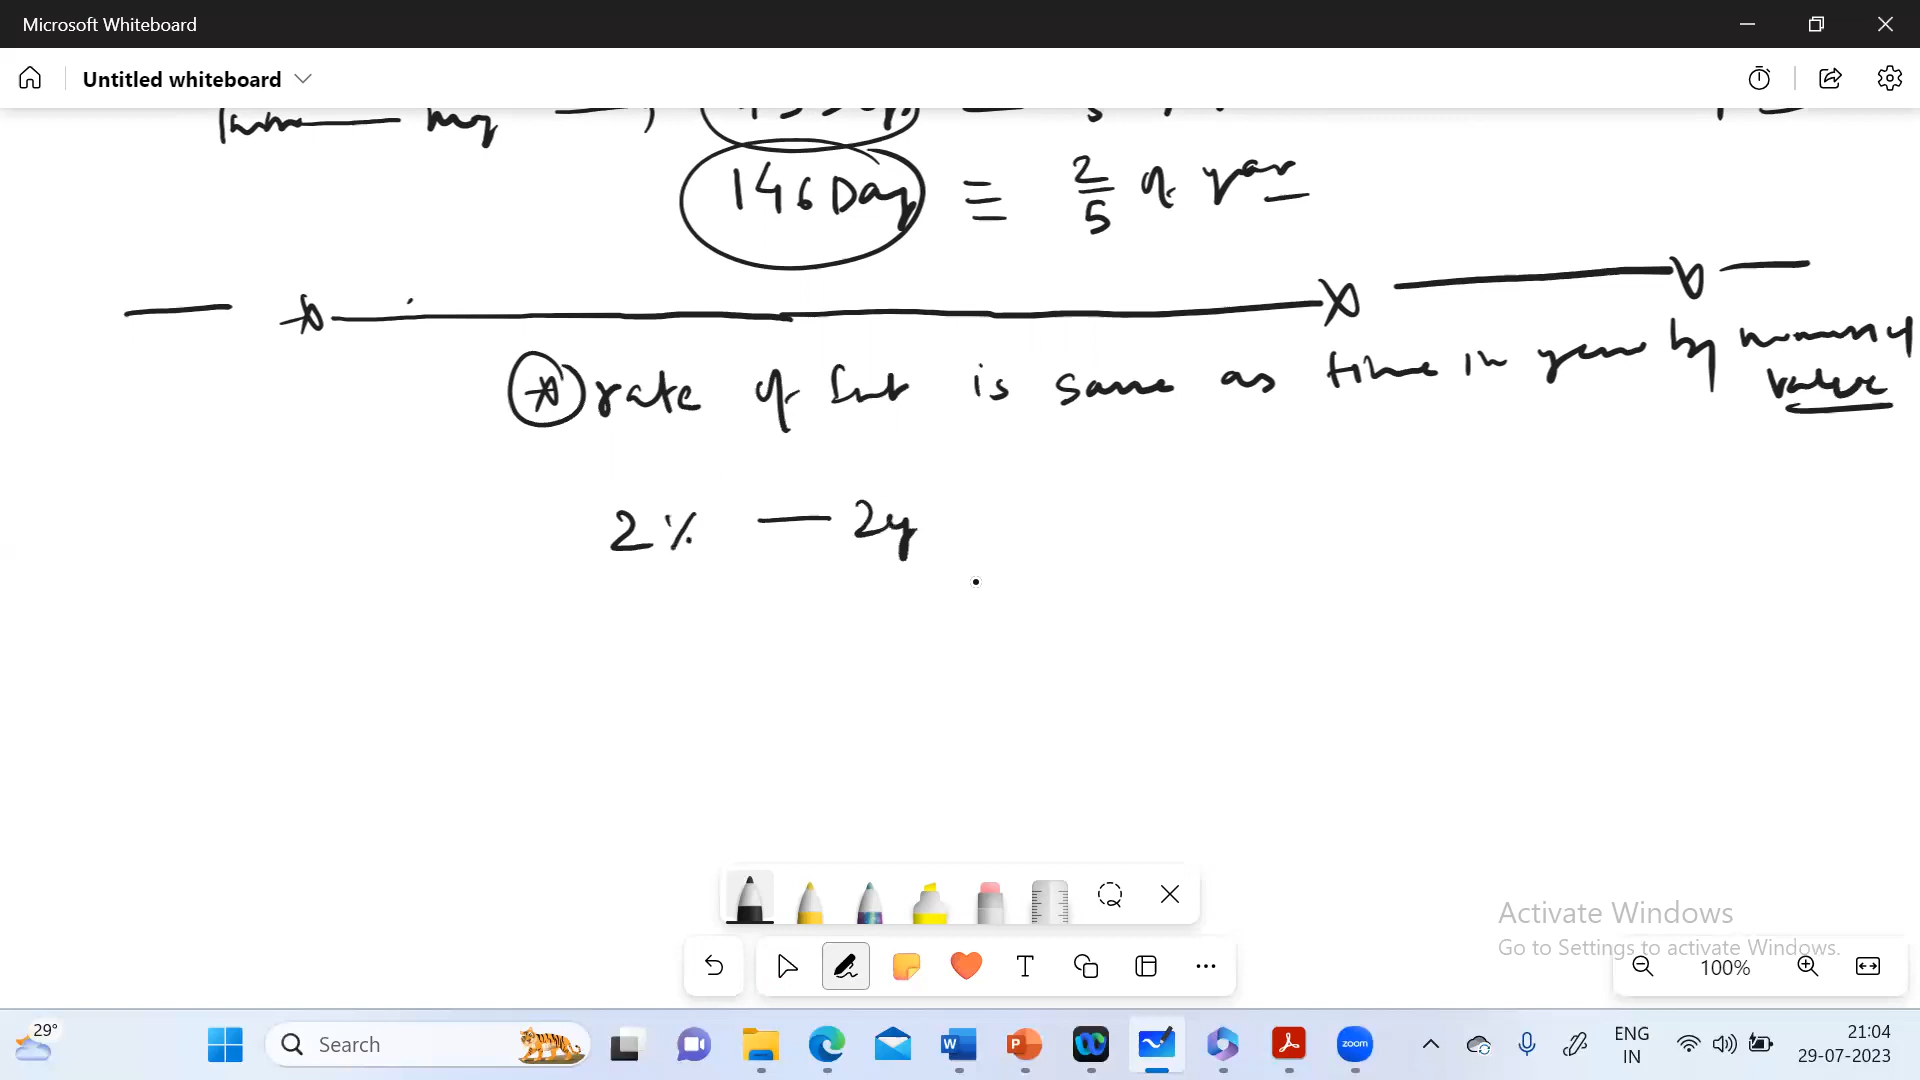 Microsoft Whiteboard
Untitled whiteboard
146 Day ≡ 2/5 of year
rate of Int is same as time in year by numerical value
2% — 2y
Activate Windows
Go to Settings to activate Windows.
100%
29°
Search
zoom
ENG
IN
21:04
29-07-2023